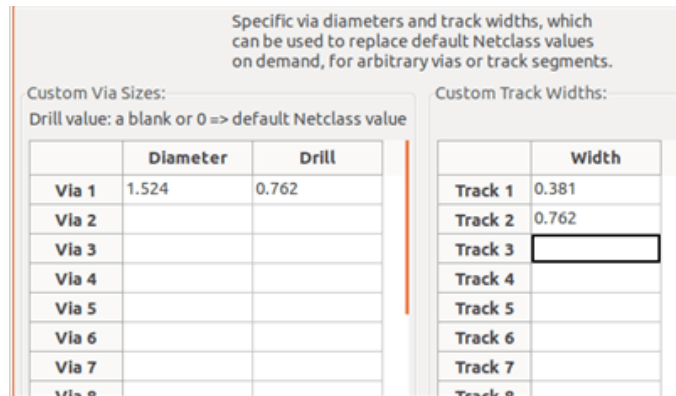 Specific via diameters and track widths, which
can be used to replace default Netclass values
on demand, for arbitrary vias or track segments.
Custom Via Sizes:
Drill value: a blank or 0 => default Netclass value
Diameter Drill
Via 1 1.524 0.762
Via 2
Via 3
Via 4
Via 5
Via 6
Via 7
Via 8
Custom Track Widths:
Width
Track 1 0.381
Track 2 0.762
Track 3
Track 4
Track 5
Track 6
Track 7
Track 8